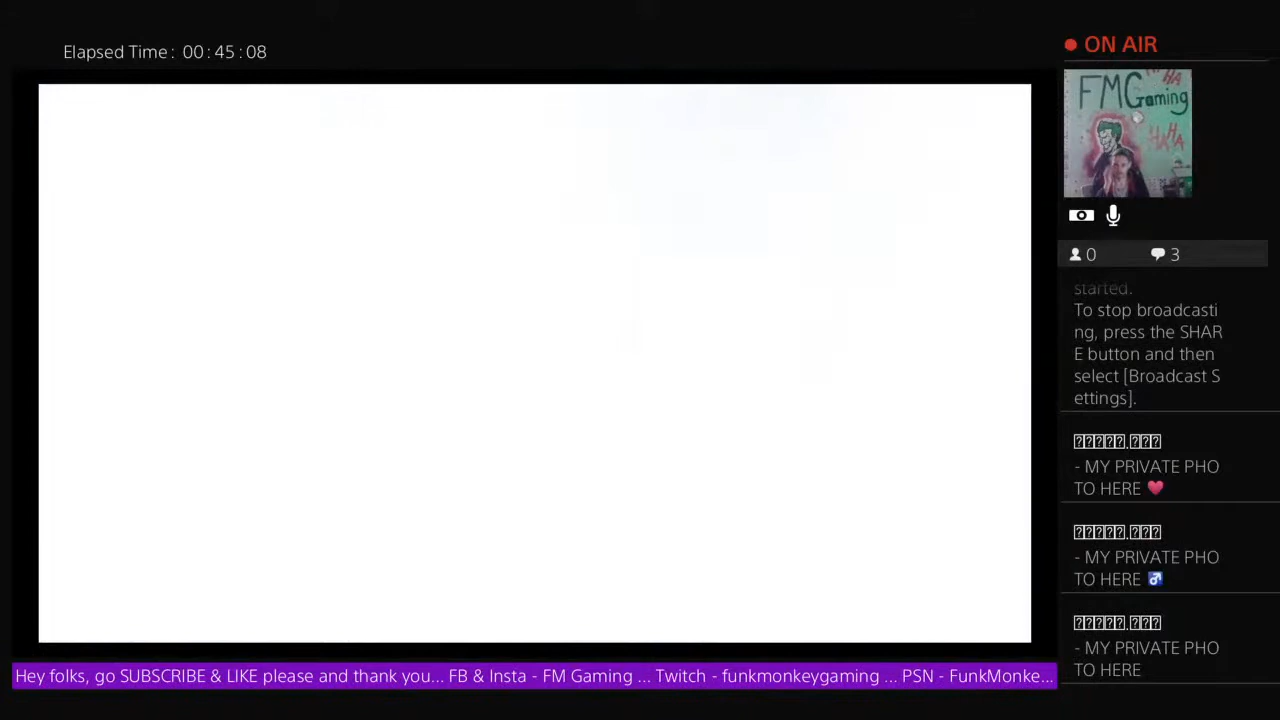 Elapsed Time: 00:45:08
ON AIR
FMGaming
HA
HA
HA
HA
0 3
started.
To stop broadcasti
ng, press the SHAR
E button and then
select [Broadcast S
ettings].
- MY PRIVATE PHO
TO HERE ❤
- MY PRIVATE PHO
TO HERE ♂
- MY PRIVATE PHO
TO HERE
Hey folks, go SUBSCRIBE & LIKE please and thank you... FB & Insta - FM Gaming ... Twitch - funkmonkeygaming ... PSN - FunkMonke...